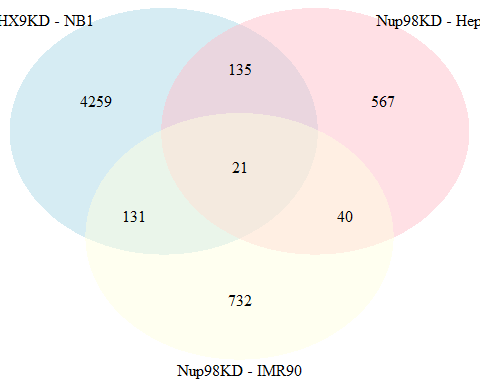 HX9KD - NB1
Nup98KD - Hep
135
4259
567
21
131
40
732
Nup98KD - IMR90